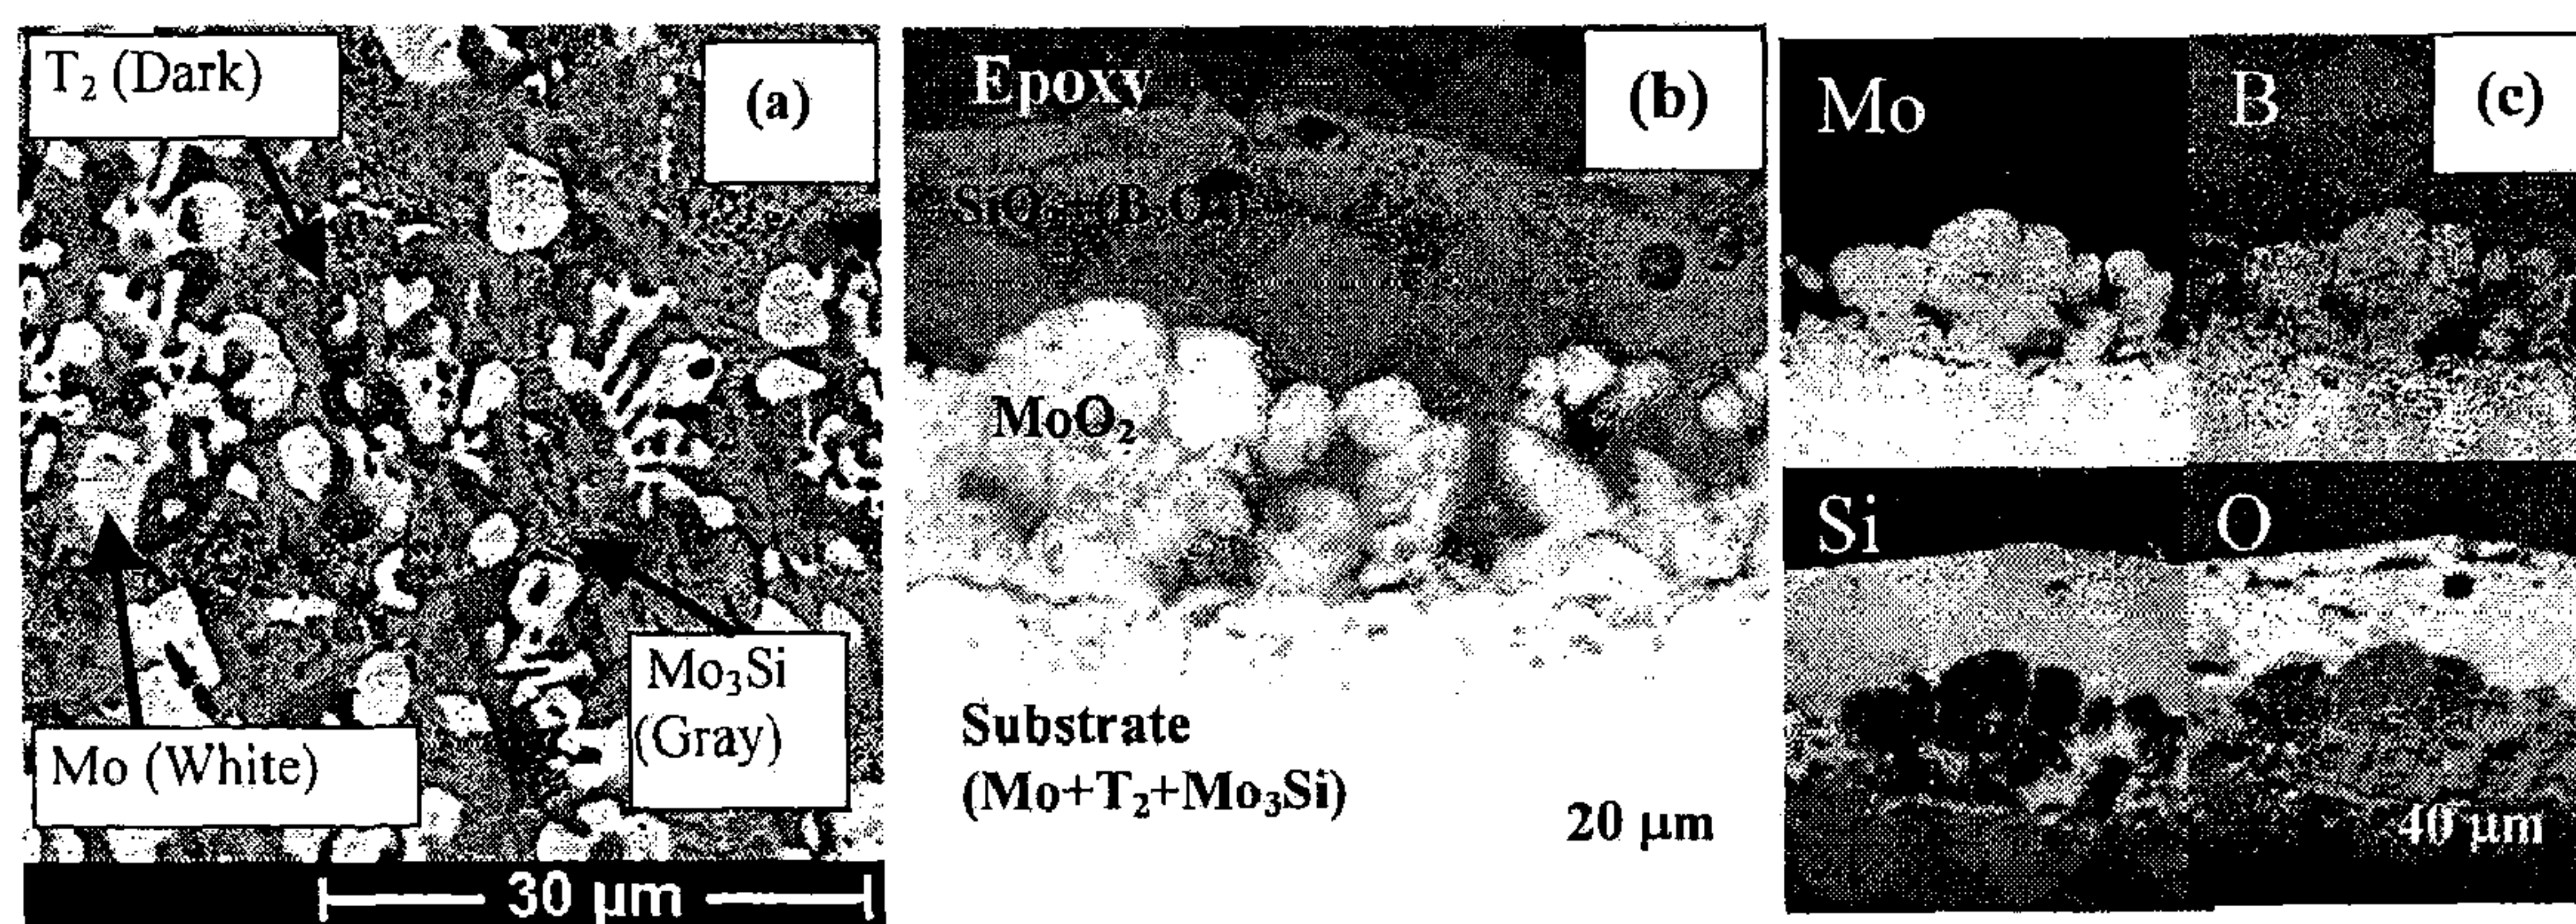 T₂ (Dark)
(a)
Mo₃Si
(Gray)
Mo (White)
30 µm
Epoxy
(b)
MoO₂
Substrate
(Mo+T₂+Mo₃Si)
20 µm
Mo
B
(c)
Si
O
40 µm